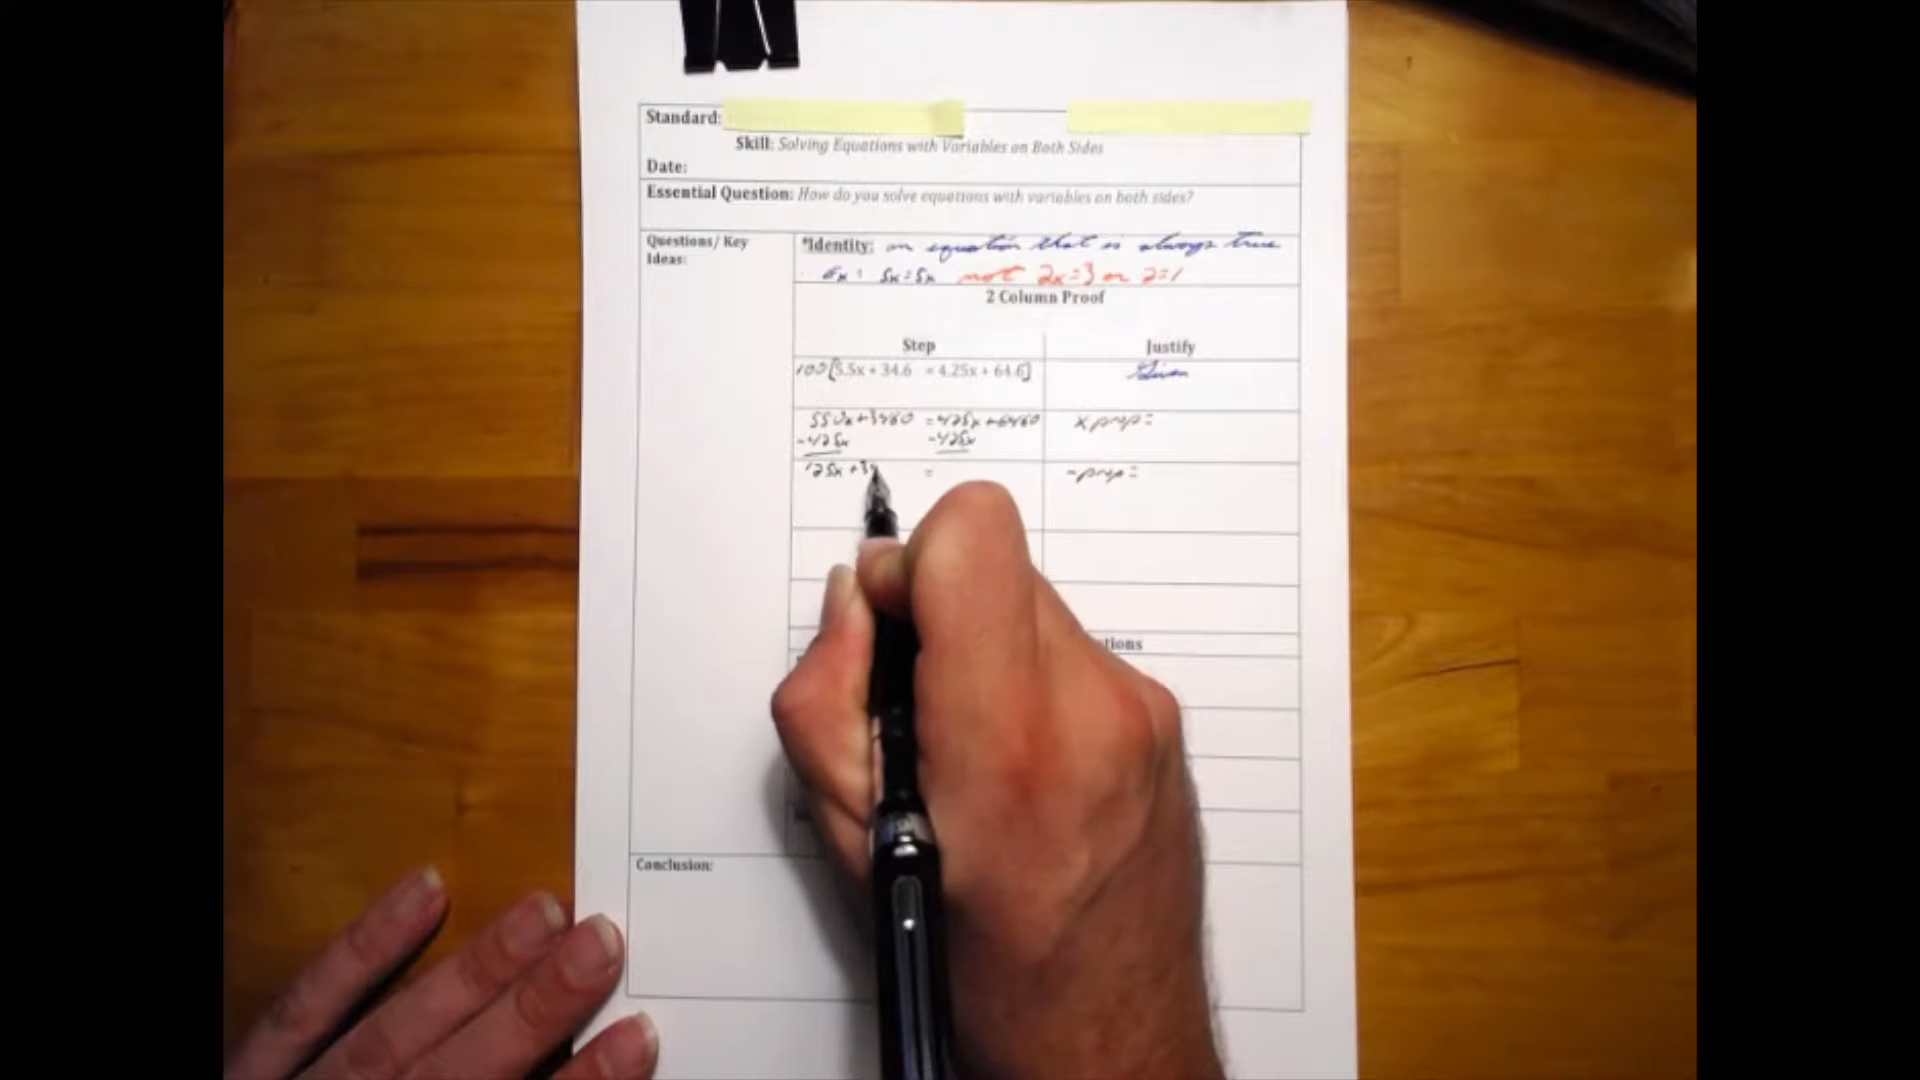 Standard:
Skill: Solving Equations with Variables on Both Sides
Date:
Essential Question: How do you solve equations with variables on both sides?
Questions/ Key
Ideas:
*Identity: an equation that is always true
Ex: 5x=5x not 2x=3 or 2=1
2 Column Proof
Step Justify
100[5.5x + 34.6 = 4.25x + 64.6] Given
550x+3460 = 425x+6460 x prop=
-425x -425x
125x +34 = - prop=
tions
Conclusion: